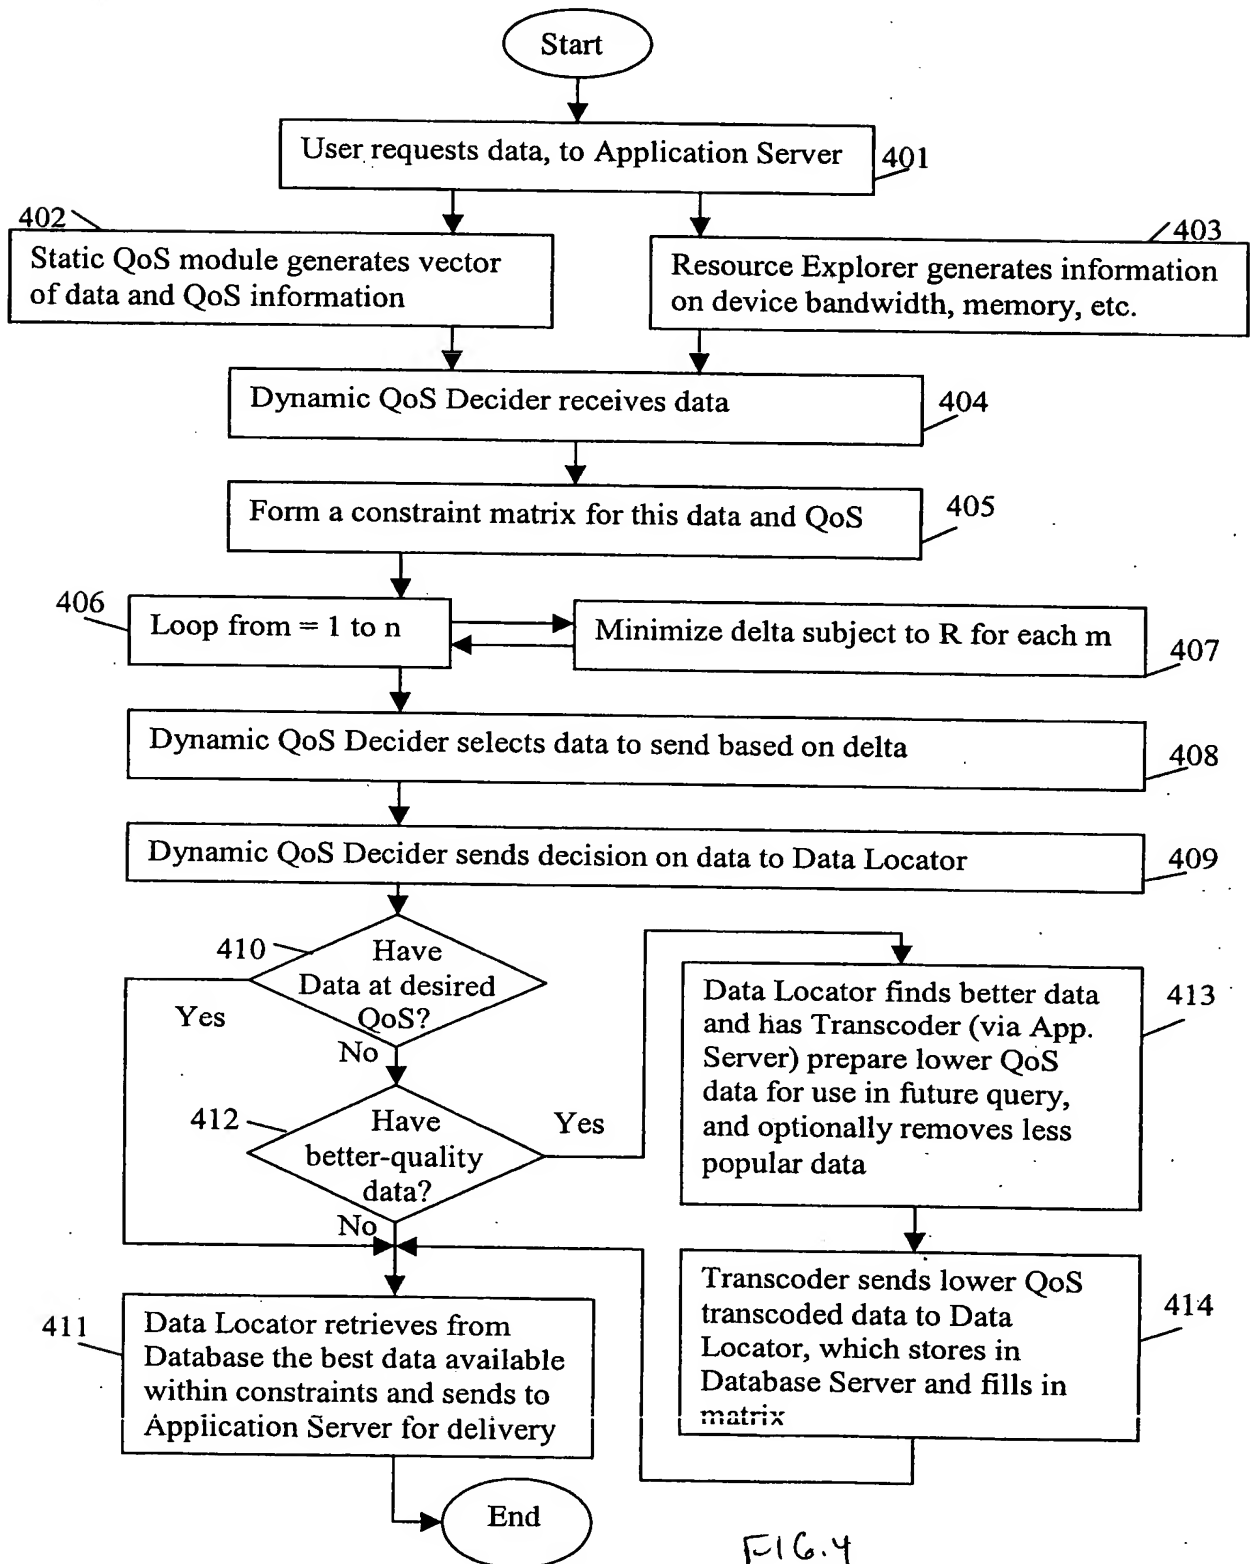 Start
User requests data, to Application Server
401
402
Static QoS module generates vector
of data and QoS information
403
Resource Explorer generates information
on device bandwidth, memory, etc.
Dynamic QoS Decider receives data
404
Form a constraint matrix for this data and QoS
405
406
Loop from = 1 to n
Minimize delta subject to R for each m
407
Dynamic QoS Decider selects data to send based on delta
408
Dynamic QoS Decider sends decision on data to Data Locator
409
410
Have
Data at desired
QoS?
Yes
No
412
Have
better-quality
data?
Yes
No
Data Locator finds better data
and has Transcoder (via App.
Server) prepare lower QoS
data for use in future query,
and optionally removes less
popular data
413
Transcoder sends lower QoS
transcoded data to Data
Locator, which stores in
Database Server and fills in
matrix
414
411
Data Locator retrieves from
Database the best data available
within constraints and sends to
Application Server for delivery
End
FIG.4